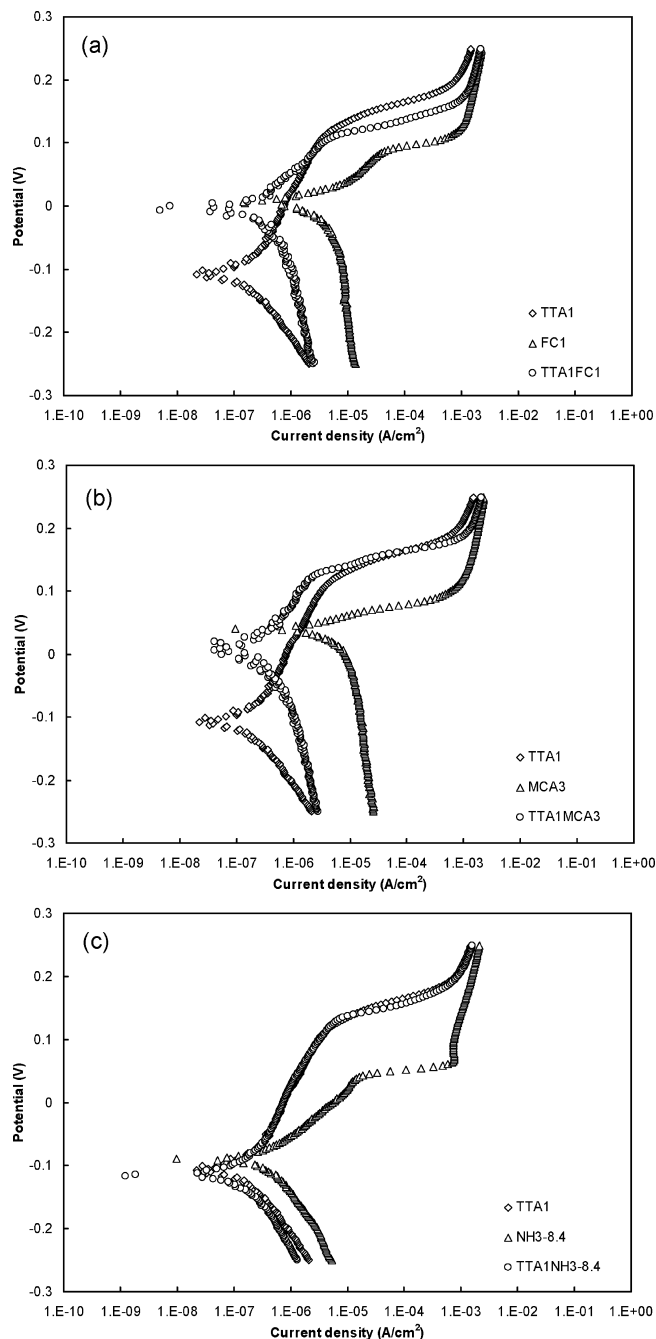 (a)
0.3
0.2
0.1
0
-0.1
-0.2
-0.3
Potential (V)
TTA1
FC1
TTA1FC1
1.E-10 1.E-09 1.E-08 1.E-07 1.E-06 1.E-05 1.E-04 1.E-03 1.E-02 1.E-01 1.E+00
Current density (A/cm²)
(b)
0.3
0.2
0.1
0
-0.1
-0.2
-0.3
Potential (V)
TTA1
MCA3
TTA1MCA3
1.E-10 1.E-09 1.E-08 1.E-07 1.E-06 1.E-05 1.E-04 1.E-03 1.E-02 1.E-01 1.E+00
Current density (A/cm²)
(c)
0.3
0.2
0.1
0
-0.1
-0.2
-0.3
Potential (V)
TTA1
NH3-8.4
TTA1NH3-8.4
1.E-10 1.E-09 1.E-08 1.E-07 1.E-06 1.E-05 1.E-04 1.E-03 1.E-02 1.E-01 1.E+00
Current density (A/cm²)